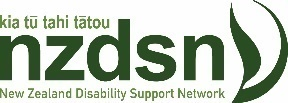 kia tū tahi tātou
nzdsn
New Zealand Disability Support Network